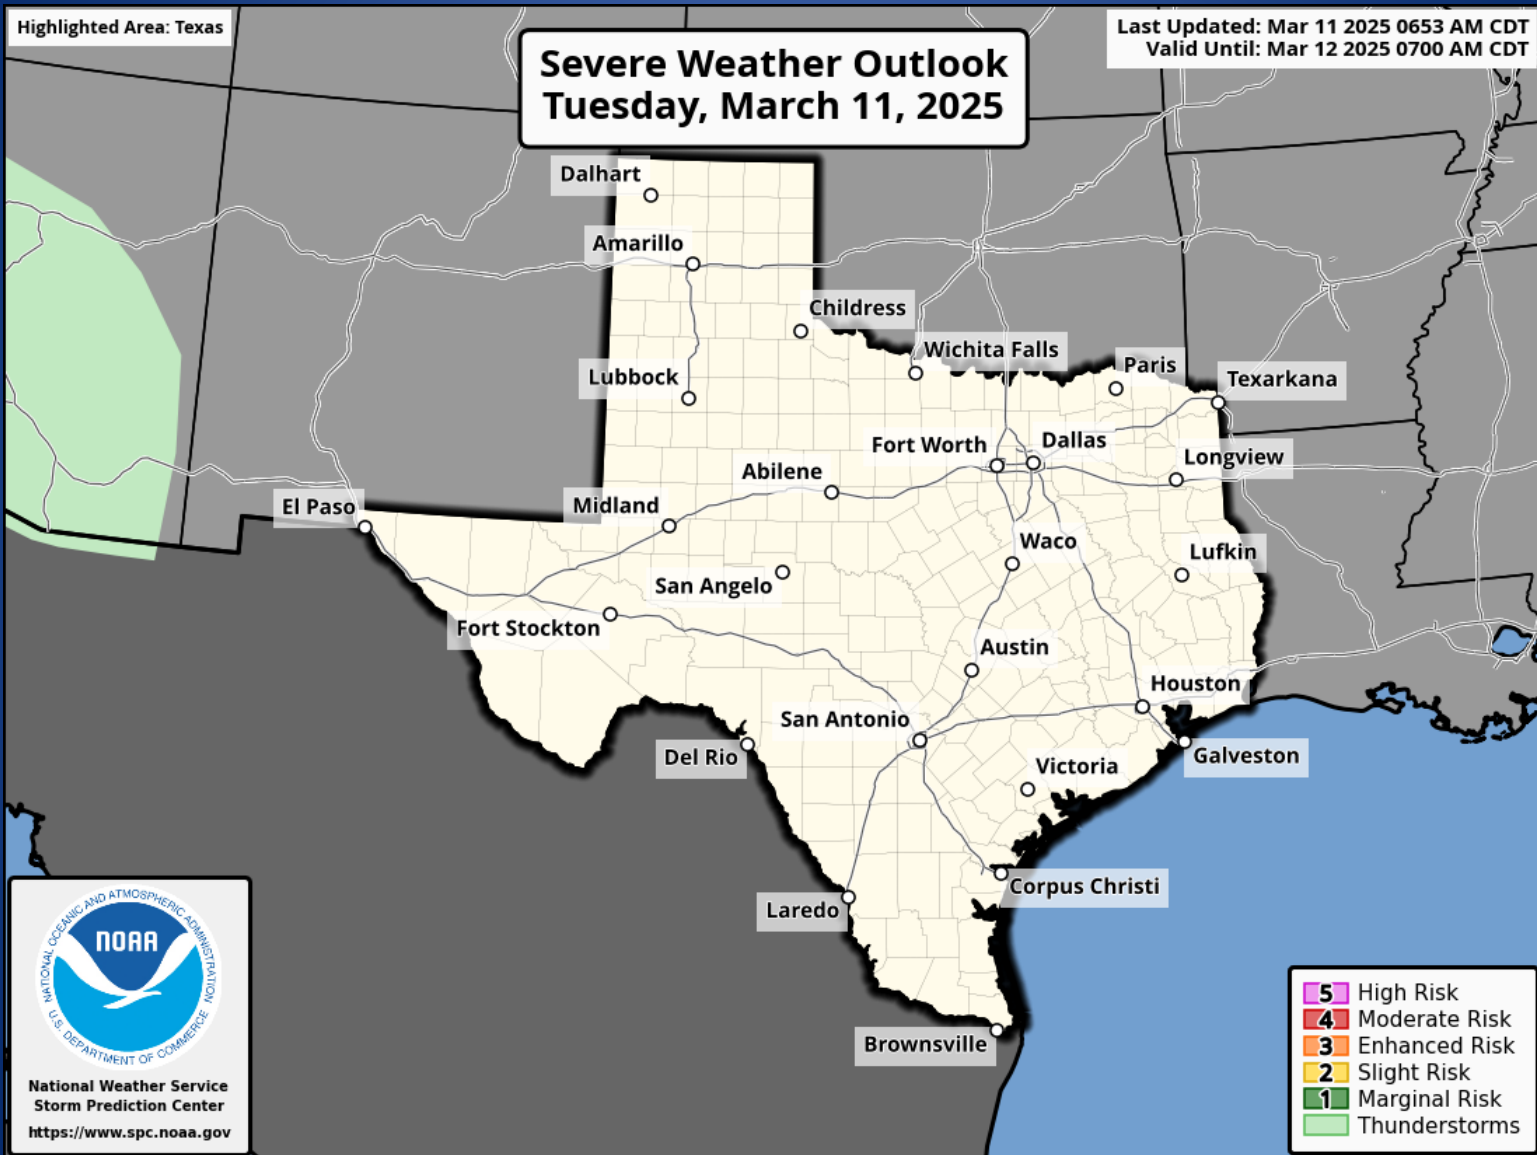 Highlighted Area: Texas
Severe Weather Outlook
Tuesday, March 11, 2025
Last Updated: Mar 11 2025 0653 AM CDT
Valid Until: Mar 12 2025 0700 AM CDT
Dalhart
Amarillo
Childress
Wichita Falls
Paris
Texarkana
Lubbock
Fort Worth
Dallas
Longview
Abilene
El Paso
Midland
Waco
Lufkin
San Angelo
Fort Stockton
Austin
Houston
San Antonio
Del Rio
Galveston
Victoria
Corpus Christi
Laredo
Brownsville
NATIONAL OCEANIC AND ATMOSPHERIC ADMINISTRATION
NOAA
U.S. DEPARTMENT OF COMMERCE
National Weather Service
Storm Prediction Center
https://www.spc.noaa.gov
5 High Risk
4 Moderate Risk
3 Enhanced Risk
2 Slight Risk
1 Marginal Risk
Thunderstorms